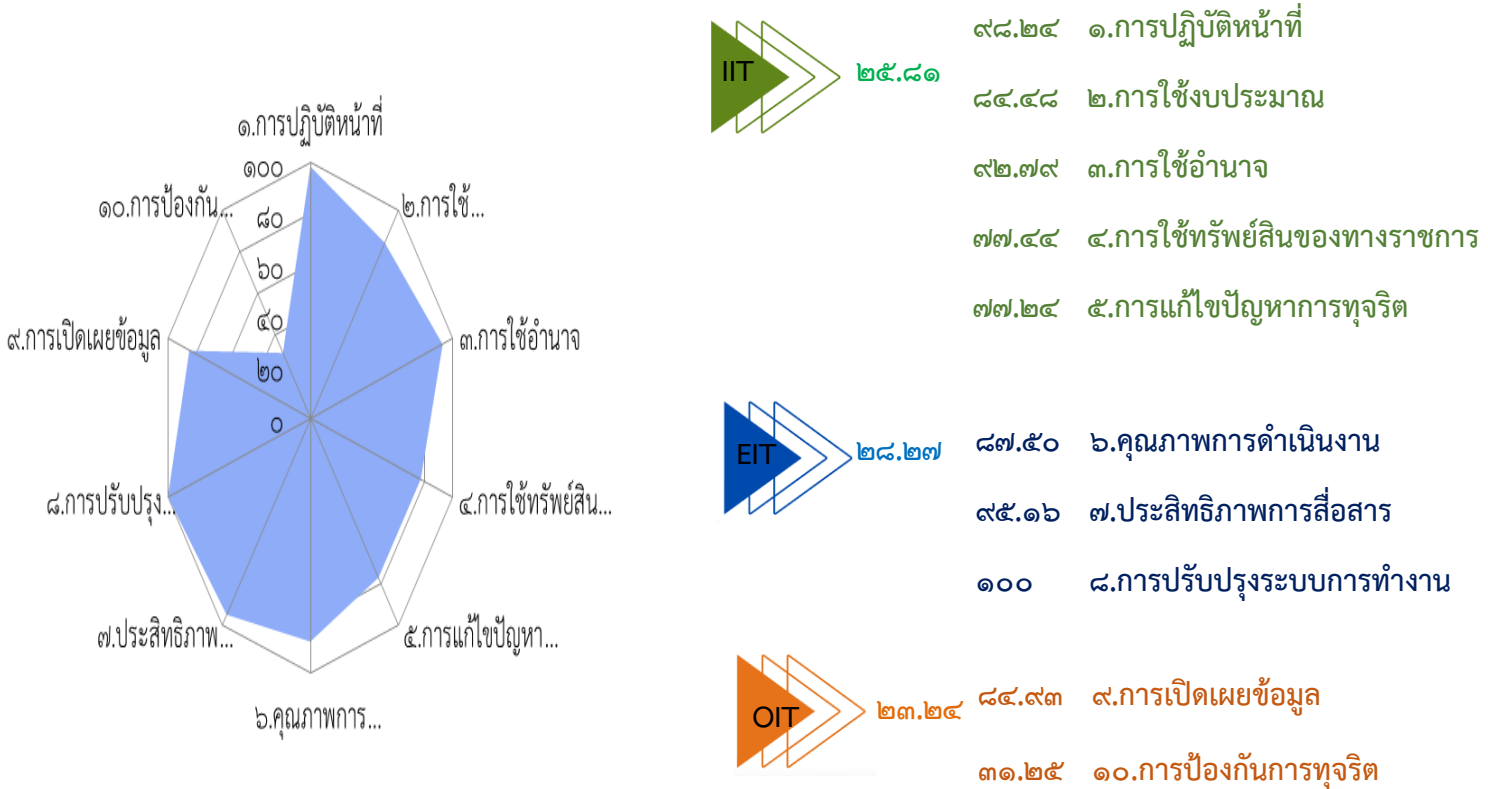 ๑.การปฏิบัติหน้าที่
๑๐๐
๘๐
๖๐
๔๐
๒๐
๐
๒.การใช้...
๓.การใช้อำนาจ
๔.การใช้ทรัพย์สิน...
๕.การแก้ไขปัญหา...
๖.คุณภาพการ...
๗.ประสิทธิภาพ...
๘.การปรับปรุง...
๙.การเปิดเผยข้อมูล
๑๐.การป้องกัน...
IIT ๒๕.๘๑
๙๘.๒๔ ๑.การปฏิบัติหน้าที่
๘๔.๔๘ ๒.การใช้งบประมาณ
๙๒.๗๙ ๓.การใช้อำนาจ
๗๗.๔๔ ๔.การใช้ทรัพย์สินของทางราชการ
๗๗.๒๔ ๕.การแก้ไขปัญหาการทุจริต
EIT ๒๘.๒๗
๘๗.๕๐ ๖.คุณภาพการดำเนินงาน
๙๕.๑๖ ๗.ประสิทธิภาพการสื่อสาร
๑๐๐ ๘.การปรับปรุงระบบการทำงาน
OIT ๒๓.๒๔
๘๔.๙๓ ๙.การเปิดเผยข้อมูล
๓๑.๒๕ ๑๐.การป้องกันการทุจริต